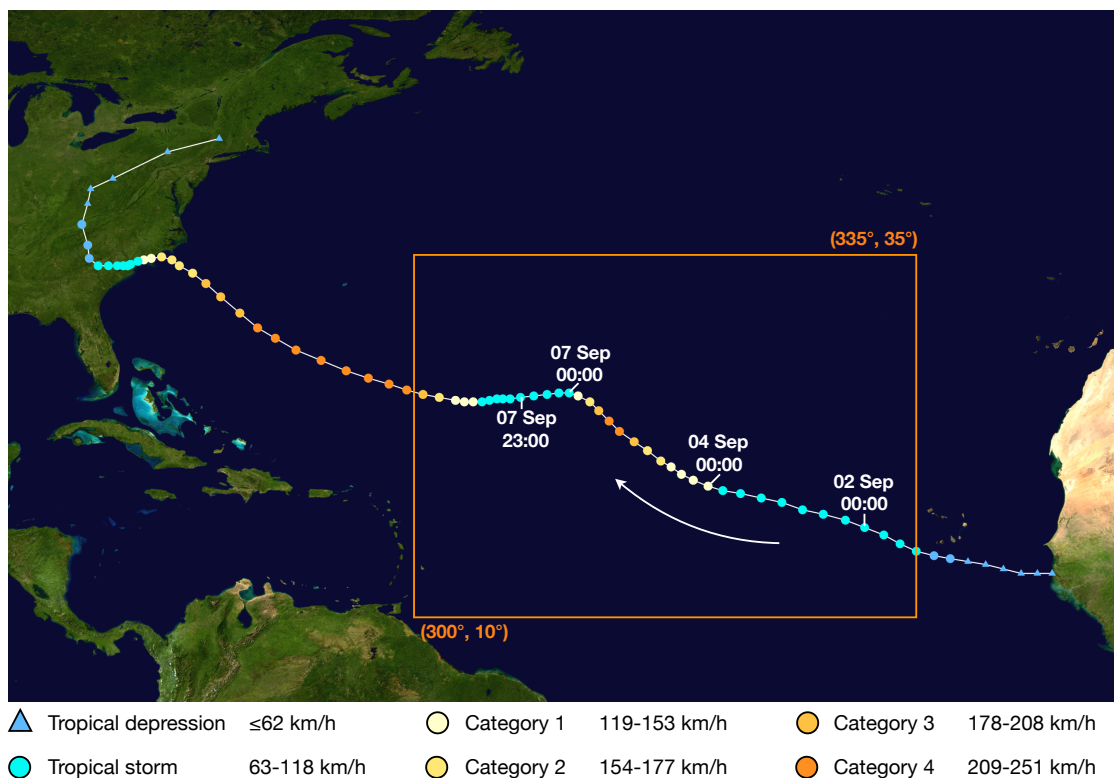 (335°, 35°)
07 Sep
00:00
07 Sep
23:00
04 Sep
00:00
02 Sep
00:00
(300°, 10°)
Tropical depression ≤62 km/h
Category 1 119-153 km/h
Category 3 178-208 km/h
Tropical storm 63-118 km/h
Category 2 154-177 km/h
Category 4 209-251 km/h